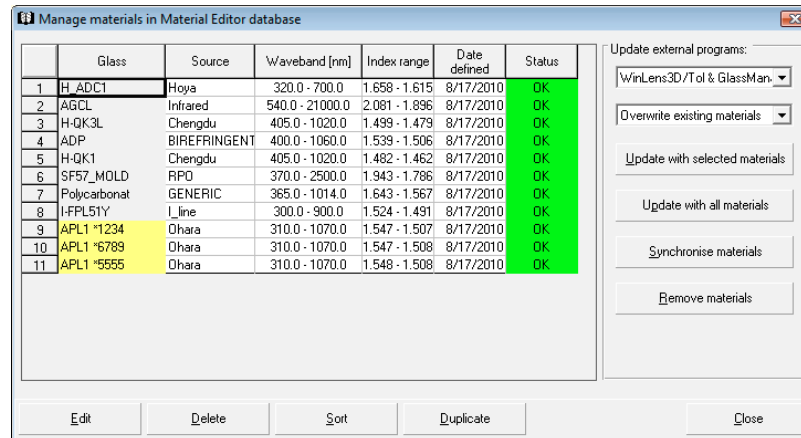 Manage materials in Material Editor database
Glass Source Waveband [nm] Index range Date defined Status
1 H_ADC1 Hoya 320.0 - 700.0 1.658 - 1.615 8/17/2010 OK
2 AGCL Infrared 540.0 - 21000.0 2.081 - 1.896 8/17/2010 OK
3 H-QK3L Chengdu 405.0 - 1020.0 1.499 - 1.479 8/17/2010 OK
4 ADP BIREFRINGENT 400.0 - 1060.0 1.539 - 1.506 8/17/2010 OK
5 H-QK1 Chengdu 405.0 - 1020.0 1.482 - 1.462 8/17/2010 OK
6 SF57_MOLD RPO 370.0 - 2500.0 1.943 - 1.786 8/17/2010 OK
7 Polycarbonat GENERIC 365.0 - 1014.0 1.643 - 1.567 8/17/2010 OK
8 I-FPL51Y I_line 300.0 - 900.0 1.524 - 1.491 8/17/2010 OK
9 APL1 *1234 Ohara 310.0 - 1070.0 1.547 - 1.507 8/17/2010 OK
10 APL1 *6789 Ohara 310.0 - 1070.0 1.547 - 1.508 8/17/2010 OK
11 APL1 *5555 Ohara 310.0 - 1070.0 1.548 - 1.508 8/17/2010 OK
Update external programs:
WinLens3D/Tol & GlassMan
Overwrite existing materials
Update with selected materials
Update with all materials
Synchronise materials
Remove materials
Edit Delete Sort Duplicate Close